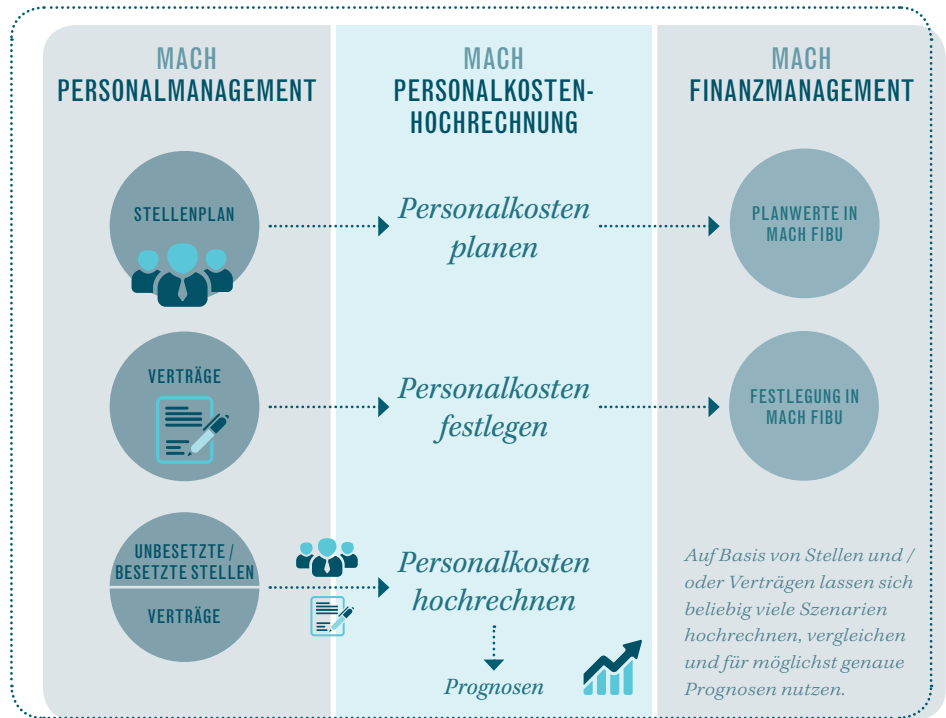 MACH
PERSONALMANAGEMENT
MACH
PERSONALKOSTEN-
HOCHRECHNUNG
MACH
FINANZMANAGEMENT
STELLENPLAN
Personalkosten
planen
PLANWERTE IN
MACH FIBU
VERTRÄGE
Personalkosten
festlegen
FESTLEGUNG IN
MACH FIBU
UNBESETZTE /
BESETZTE STELLEN
VERTRÄGE
Personalkosten
hochrechnen
Prognosen
Auf Basis von Stellen und /
oder Verträgen lassen sich
beliebig viele Szenarien
hochrechnen, vergleichen
und für möglichst genaue
Prognosen nutzen.